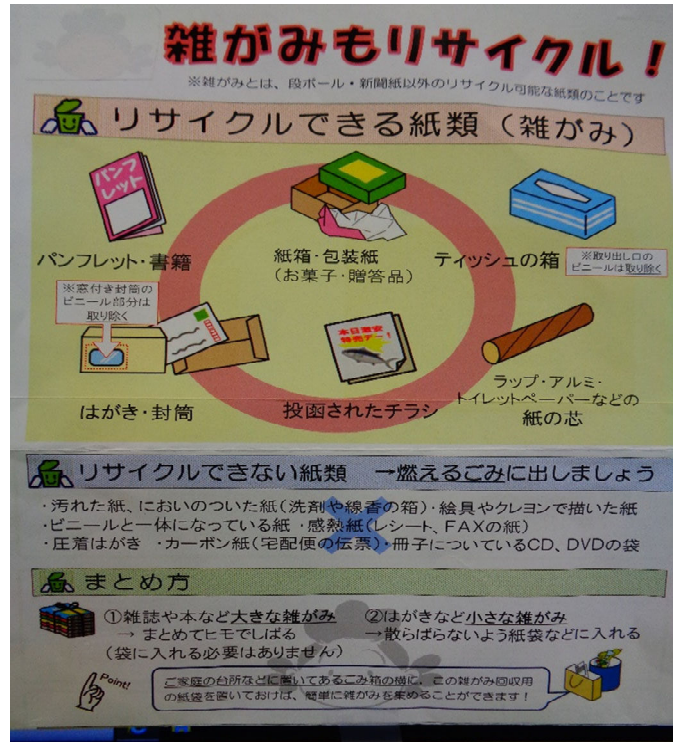 雑がみもリサイクル！
※雑がみとは、段ボール・新聞紙以外のリサイクル可能な紙類のことです
リサイクルできる紙類（雑がみ）
パンフ
レット
パンフレット・書籍
紙箱・包装紙
（お菓子・贈答品）
ティッシュの箱
※取り出し口の
ビニールは取り除く
※窓付き封筒の
ビニール部分は
取り除く
はがき・封筒
本日激安
特売デー！
投函されたチラシ
ラップ・アルミ・
トイレットペーパーなどの
紙の芯
リサイクルできない紙類　→燃えるごみに出しましょう
・汚れた紙、においのついた紙(洗剤や線香の箱)・絵具やクレヨンで描いた紙
・ビニールと一体になっている紙 ・感熱紙(レシート、ＦＡＸの紙)
・圧着はがき　・カーボン紙(宅配便の伝票)・冊子についているCD、DVDの袋
まとめ方
①雑誌や本など大きな雑がみ
→ まとめてヒモでしばる
（袋に入れる必要はありません）
②はがきなど小さな雑がみ
→散らばらないよう紙袋などに入れる
Point!
ご家庭の台所などに置いてあるごみ箱の横に、この雑がみ回収用
の紙袋を置いておけば、簡単に雑がみを集めることができます！